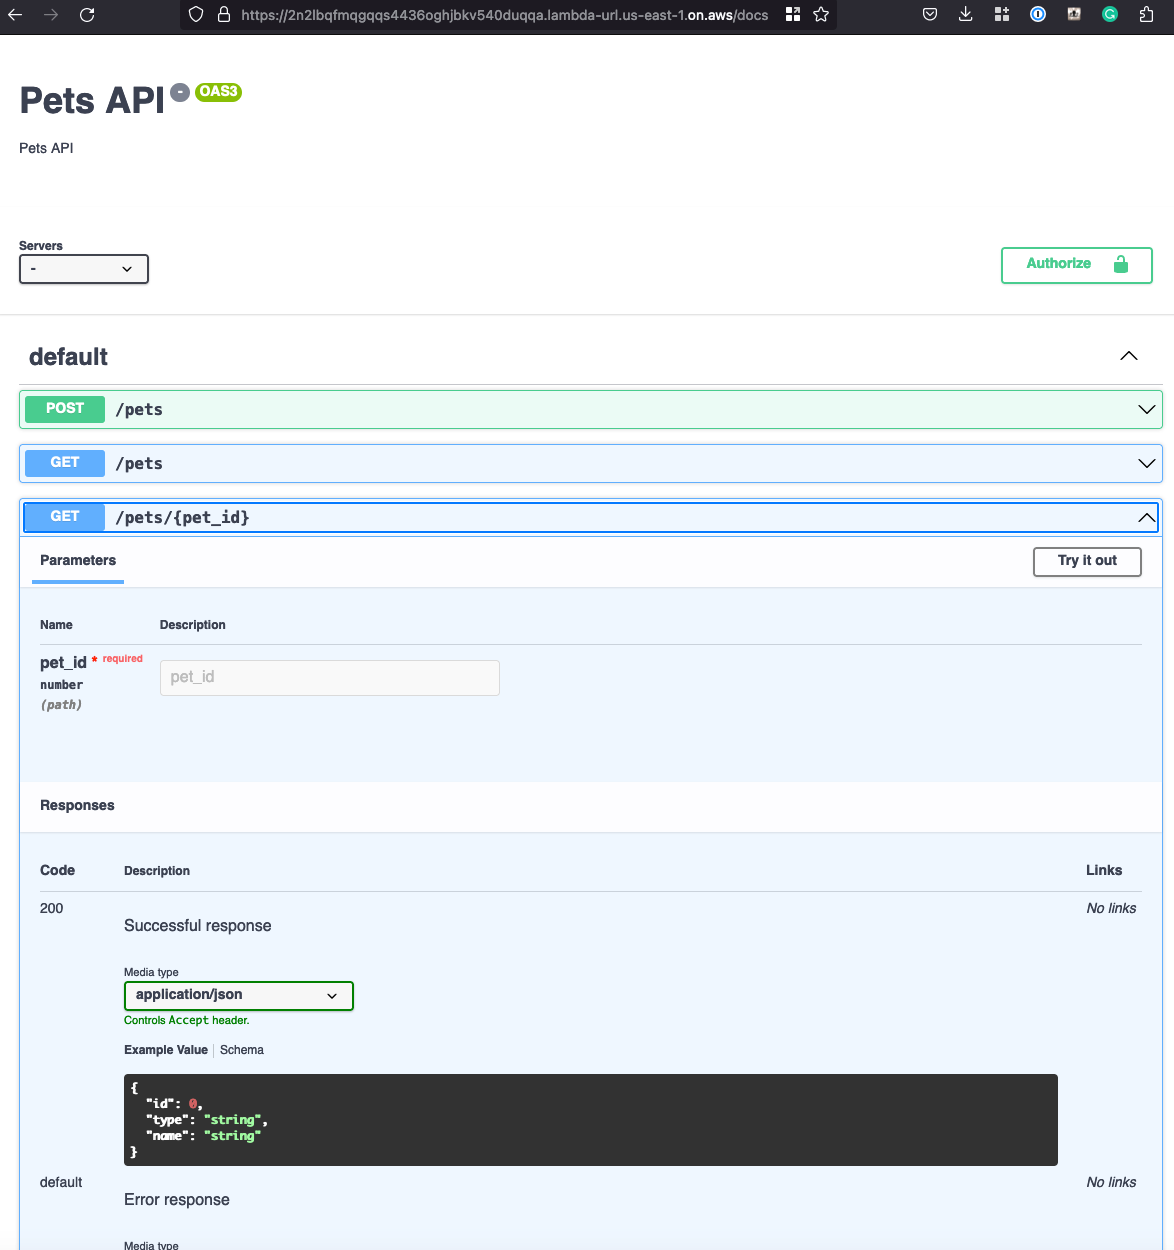 https://2n2lbqfmqgqqs4436oghjbkv540duqqa.lambda-url.us-east-1.on.aws/docs
Pets API - OAS3
Pets API
Servers
-
Authorize
default
POST /pets
GET /pets
GET /pets/{pet_id}
Parameters
Try it out
Name Description
pet_id * required
number
(path)
pet_id
Responses
Code Description Links
200
Successful response
No links
Media type
application/json
Controls Accept header.
Example Value Schema
{
"id": 0,
"type": "string",
"name": "string"
}
default
Error response
No links
Media type